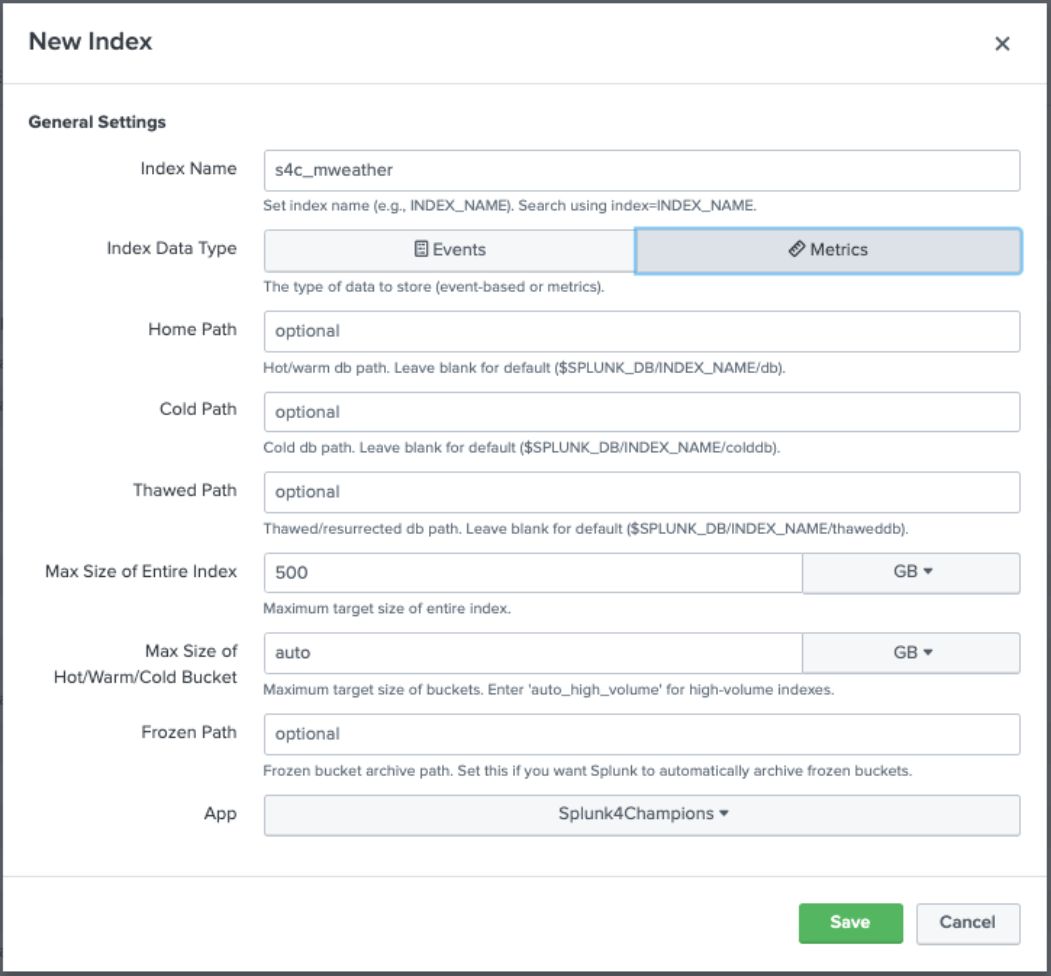 New Index
General Settings
Index Name
s4c_mweather
Set index name (e.g., INDEX_NAME). Search using index=INDEX_NAME.
Index Data Type
Events
Metrics
The type of data to store (event-based or metrics).
Home Path
optional
Hot/warm db path. Leave blank for default ($SPLUNK_DB/INDEX_NAME/db).
Cold Path
optional
Cold db path. Leave blank for default ($SPLUNK_DB/INDEX_NAME/colddb).
Thawed Path
optional
Thawed/resurrected db path. Leave blank for default ($SPLUNK_DB/INDEX_NAME/thaweddb).
Max Size of Entire Index
500
GB
Maximum target size of entire index.
Max Size of
Hot/Warm/Cold Bucket
auto
GB
Maximum target size of buckets. Enter 'auto_high_volume' for high-volume indexes.
Frozen Path
optional
Frozen bucket archive path. Set this if you want Splunk to automatically archive frozen buckets.
App
Splunk4Champions
Save
Cancel